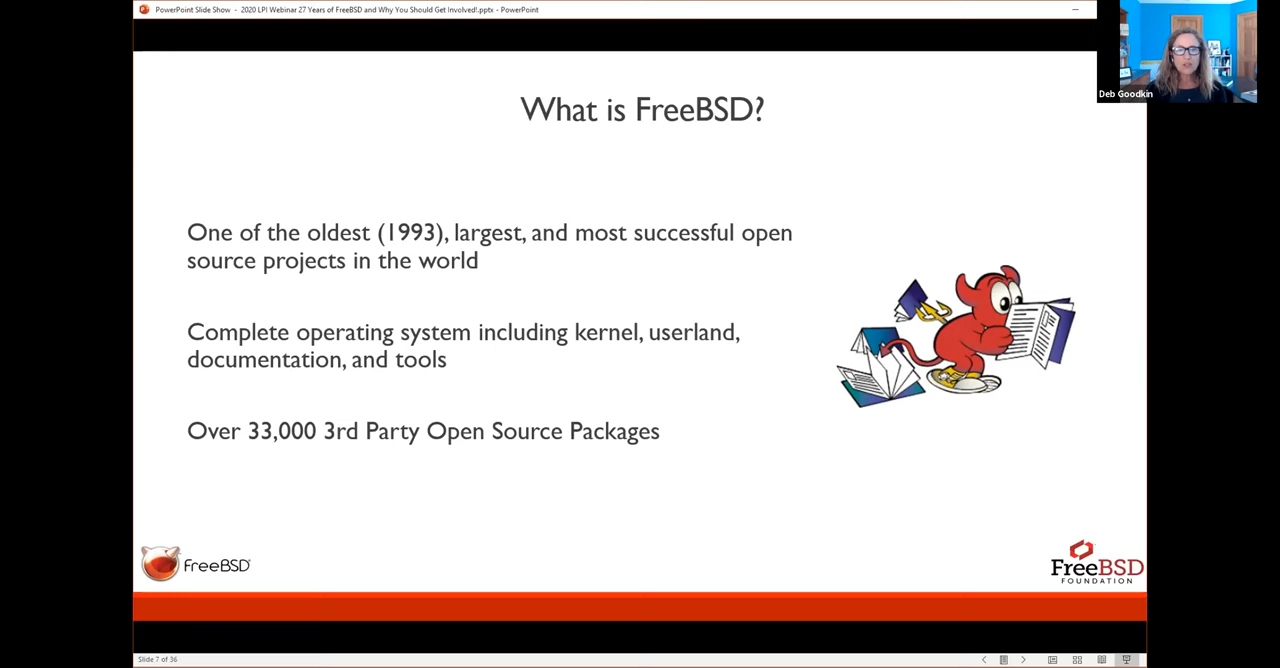 PowerPoint Slide Show - 2020 LPI Webinar 27 Years of FreeBSD and Why You Should Get Involved!.pptx - PowerPoint
Deb Goodkin
What is FreeBSD?
One of the oldest (1993), largest, and most successful open
source projects in the world
Complete operating system including kernel, userland,
documentation, and tools
Over 33,000 3rd Party Open Source Packages
FreeBSD
FreeBSD
FOUNDATION
Slide 7 of 36